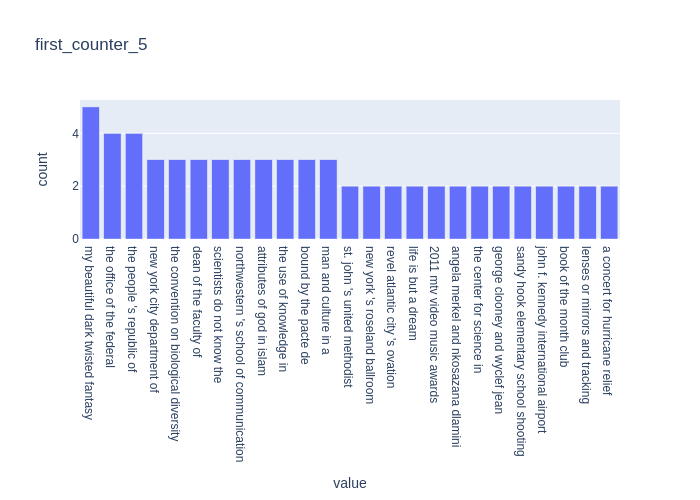 first_counter_5
count
4
2
0
my beautiful dark twisted fantasy
the office of the federal
the people 's republic of
new york city department of
the convention on biological diversity
dean of the faculty of
scientists do not know the
northwestern 's school of communication
attributes of god in islam
the use of knowledge in
bound by the pacte de
man and culture in a
st. john 's united methodist
new york 's roseland ballroom
revel atlantic city 's ovation
life is but a dream
2011 mtv video music awards
angela merkel and nkosazana dlamini
the center for science in
george clooney and wyclef jean
sandy hook elementary school shooting
john f. kennedy international airport
book of the month club
lenses or mirrors and tracking
a concert for hurricane relief
value